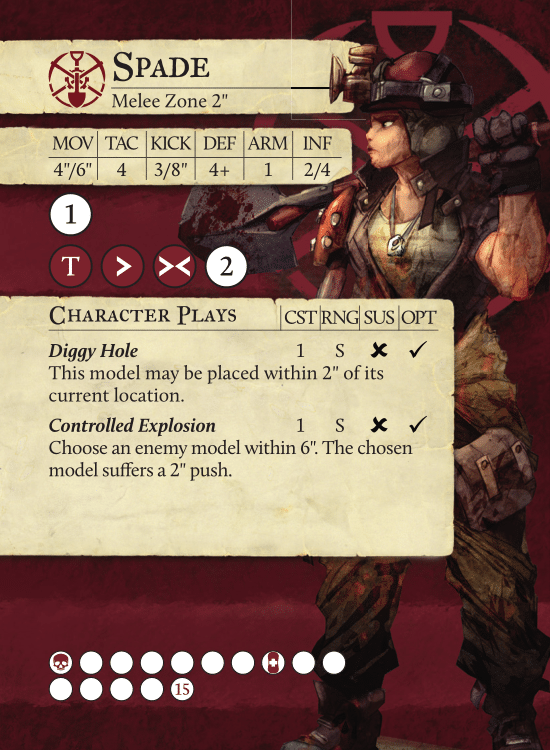 SPADE
Melee Zone 2"
MOV TAC KICK DEF ARM INF
4"/6" 4 3/8" 4+ 1 2/4
1
T > >< 2
CHARACTER PLAYS CST RNG SUS OPT
Diggy Hole 1 S ✘ ✓
This model may be placed within 2" of its
current location.
Controlled Explosion 1 S ✘ ✓
Choose an enemy model within 6". The chosen
model suffers a 2" push.
15